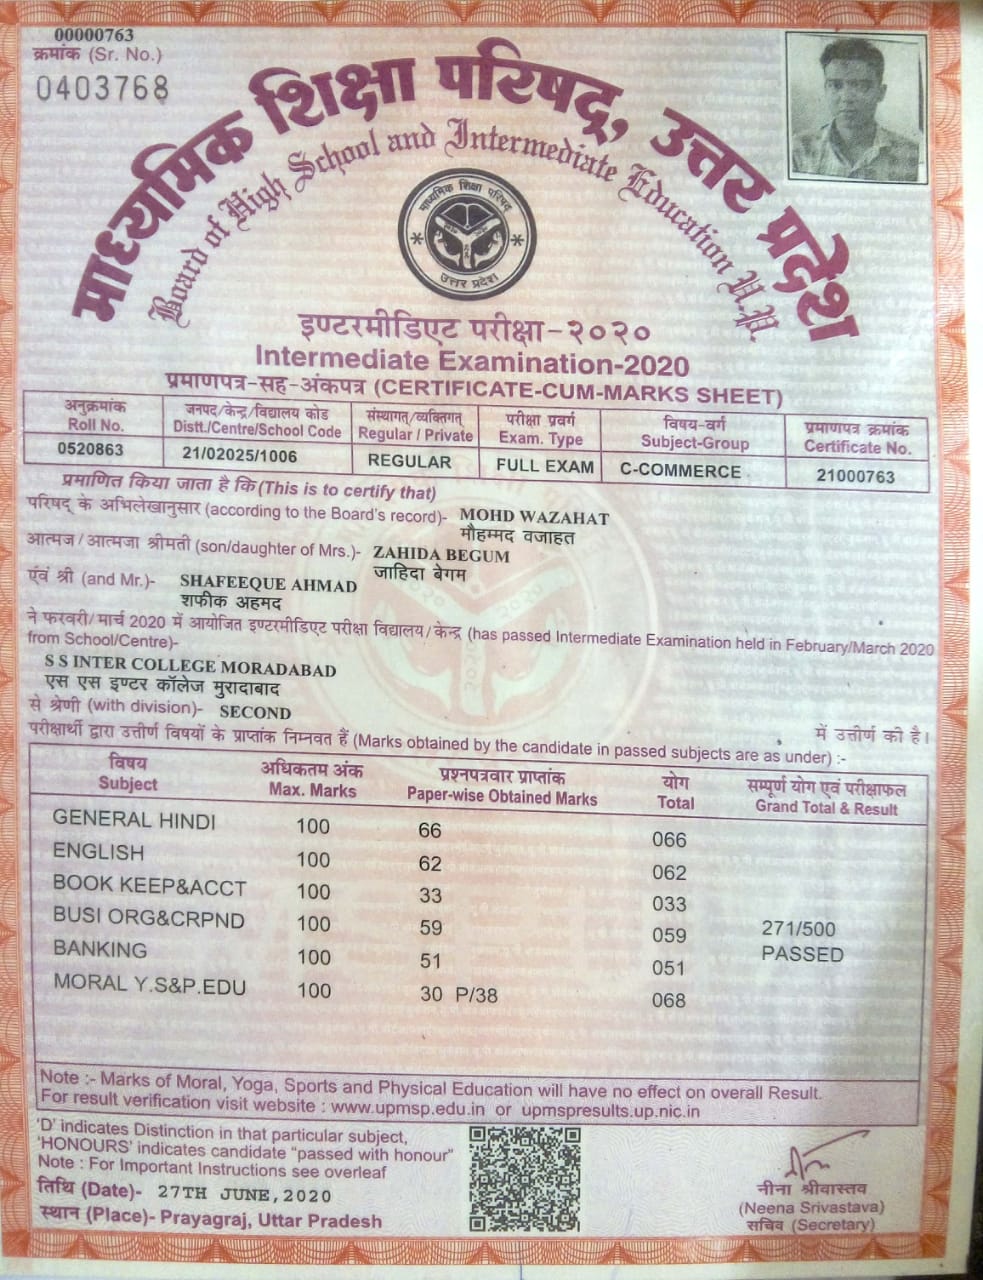 00000763
क्रमांक (Sr. No.)
0403768
माध्यमिक शिक्षा परिषद्, उत्तर प्रदेश
Board of High School and Intermediate Education U.P.
माध्यमिक शिक्षा परिषद्
उत्तर प्रदेश
इण्टरमीडिएट परीक्षा-२०२०
Intermediate Examination-2020
प्रमाणपत्र-सह-अंकपत्र (CERTIFICATE-CUM-MARKS SHEET)
अनुक्रमांक जनपद/केन्द्र/विद्यालय कोड संस्थागत्/व्यक्तिगत् परीक्षा प्रवर्ग विषय-वर्ग प्रमाणपत्र क्रमांक
Roll No. Distt./Centre/School Code Regular / Private Exam. Type Subject-Group Certificate No.
0520863 21/02025/1006 REGULAR FULL EXAM C-COMMERCE 21000763
प्रमाणित किया जाता है कि (This is to certify that)
परिषद् के अभिलेखानुसार (according to the Board's record)- MOHD WAZAHAT
मौहम्मद वजाहत
आत्मज/आत्मजा श्रीमती (son/daughter of Mrs.)- ZAHIDA BEGUM
जाहिदा बेगम
एंवं श्री (and Mr.)- SHAFEEQUE AHMAD
शफीक अहमद
ने फरवरी/मार्च 2020 में आयोजित इण्टरमीडिएट परीक्षा विद्यालय/केन्द्र (has passed Intermediate Examination held in February/March 2020
from School/Centre)-
S S INTER COLLEGE MORADABAD
एस एस इण्टर कॉलेज मुरादाबाद
से श्रेणी (with division)- SECOND में उत्तीर्ण की है।
परीक्षार्थी द्वारा उत्तीर्ण विषयों के प्राप्तांक निम्नवत हैं (Marks obtained by the candidate in passed subjects are as under) :-
विषय अधिकतम अंक प्रश्नपत्रवार प्राप्तांक योग सम्पूर्ण योग एवं परीक्षाफल
Subject Max. Marks Paper-wise Obtained Marks Total Grand Total & Result
GENERAL HINDI 100 66 066
ENGLISH 100 62 062
BOOK KEEP&ACCT 100 33 033
BUSI ORG&CRPND 100 59 059 271/500
BANKING 100 51 051 PASSED
MORAL Y.S&P.EDU 100 30 P/38 068
Note :- Marks of Moral, Yoga, Sports and Physical Education will have no effect on overall Result.
For result verification visit website : www.upmsp.edu.in or upmspresults.up.nic.in
'D' indicates Distinction in that particular subject,
'HONOURS' indicates candidate "passed with honour"
Note : For Important Instructions see overleaf
तिथि (Date)- 27TH JUNE,2020
स्थान (Place)- Prayagraj, Uttar Pradesh
नीना श्रीवास्तव
(Neena Srivastava)
सचिव (Secretary)